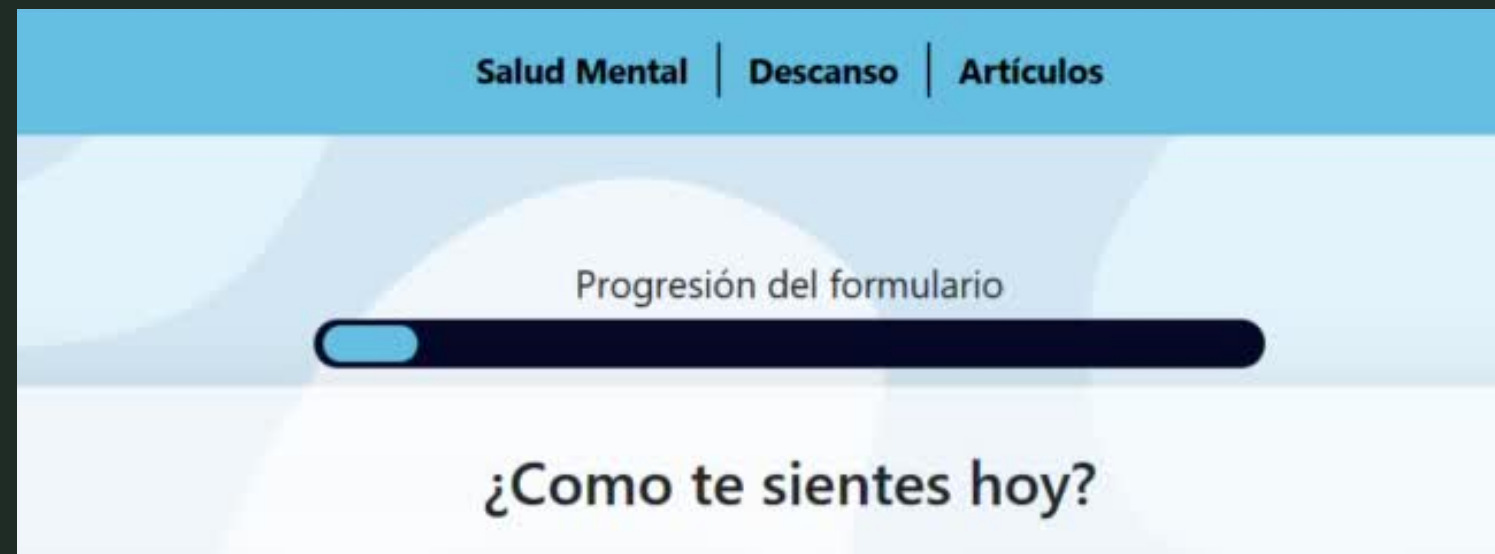 Salud Mental | Descanso | Artículos
Progresión del formulario
¿Como te sientes hoy?